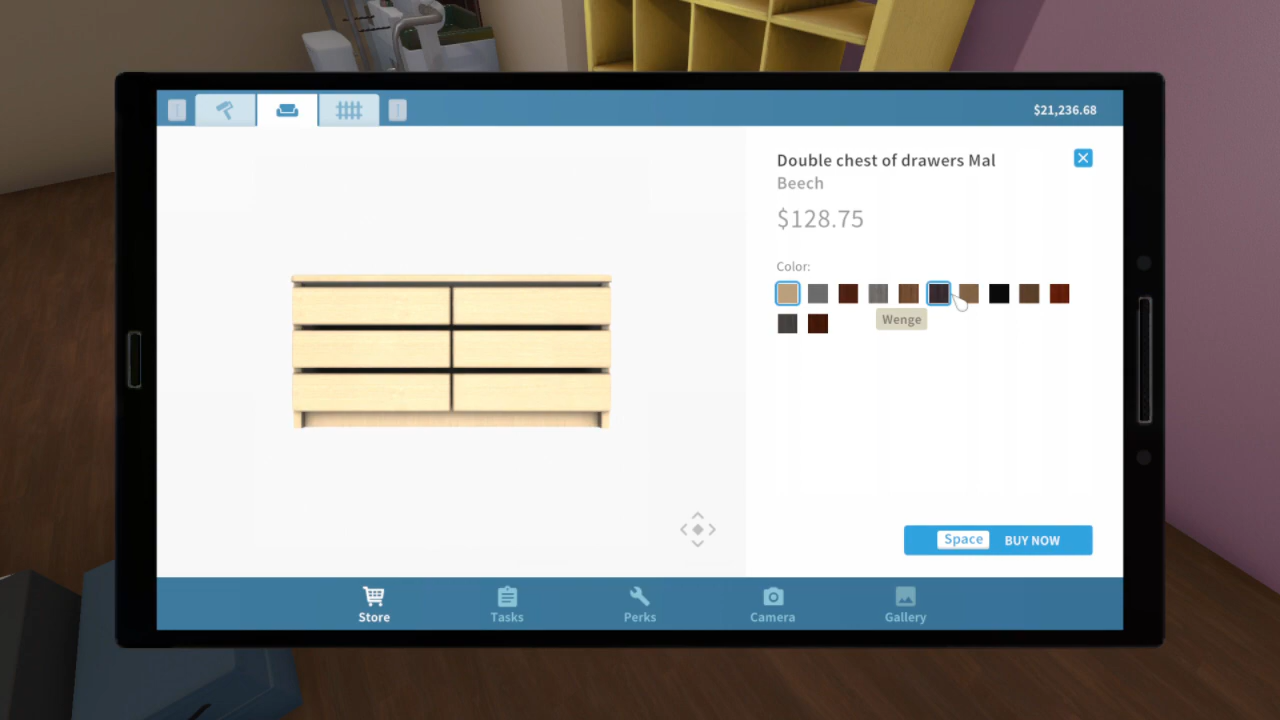 $21,236.68
Double chest of drawers Mal
Beech
$128.75
Color:
Wenge
Space BUY NOW
Store Tasks Perks Camera Gallery